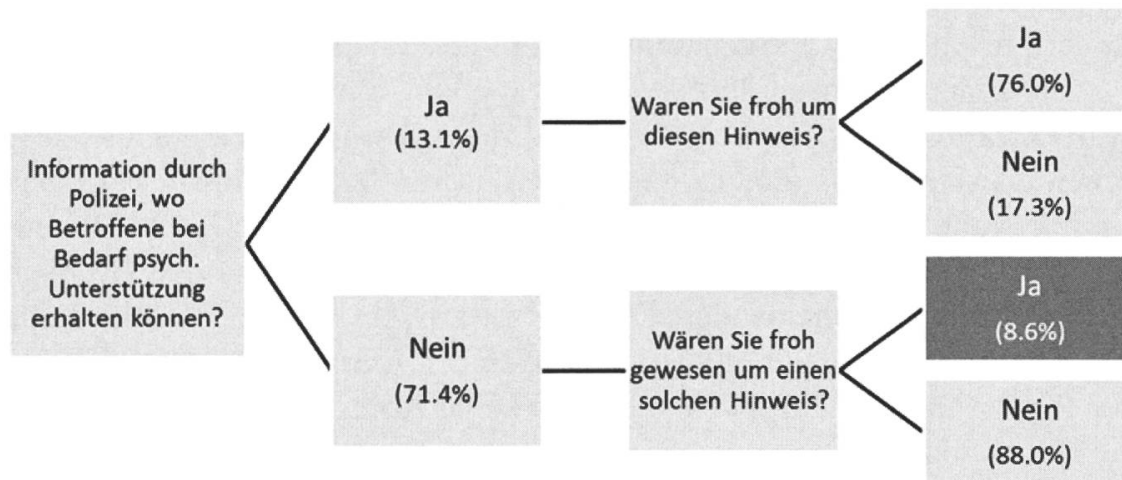 Information durch
Polizei, wo
Betroffene bei
Bedarf psych.
Unterstützung
erhalten können?
Ja
(13.1%)
Waren Sie froh um
diesen Hinweis?
Ja
(76.0%)
Nein
(17.3%)
Nein
(71.4%)
Wären Sie froh
gewesen um einen
solchen Hinweis?
Ja
(8.6%)
Nein
(88.0%)